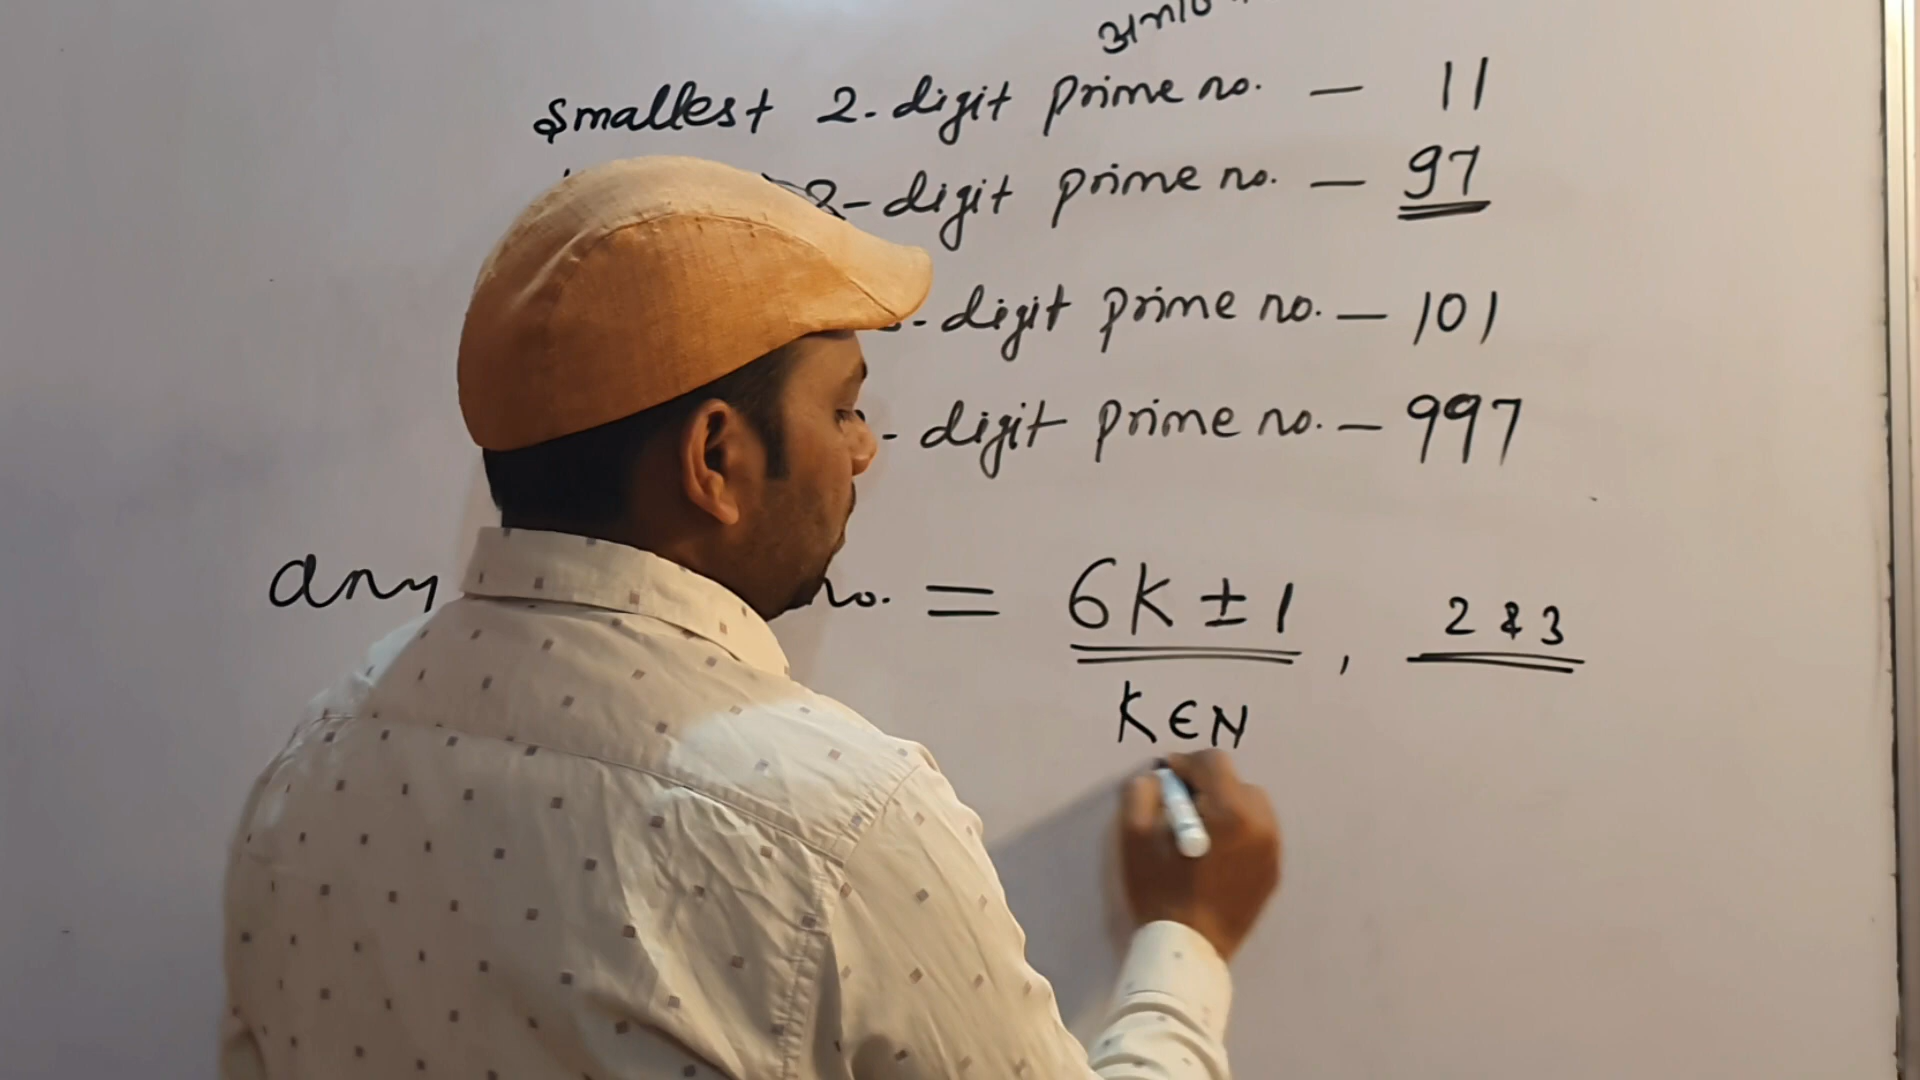 Smallest 2-digit prime no. — 11
2-digit prime no. — 97
-digit prime no. — 101
-digit prime no. — 997
any no. = 6K ± 1, 2 & 3
K ∈ N